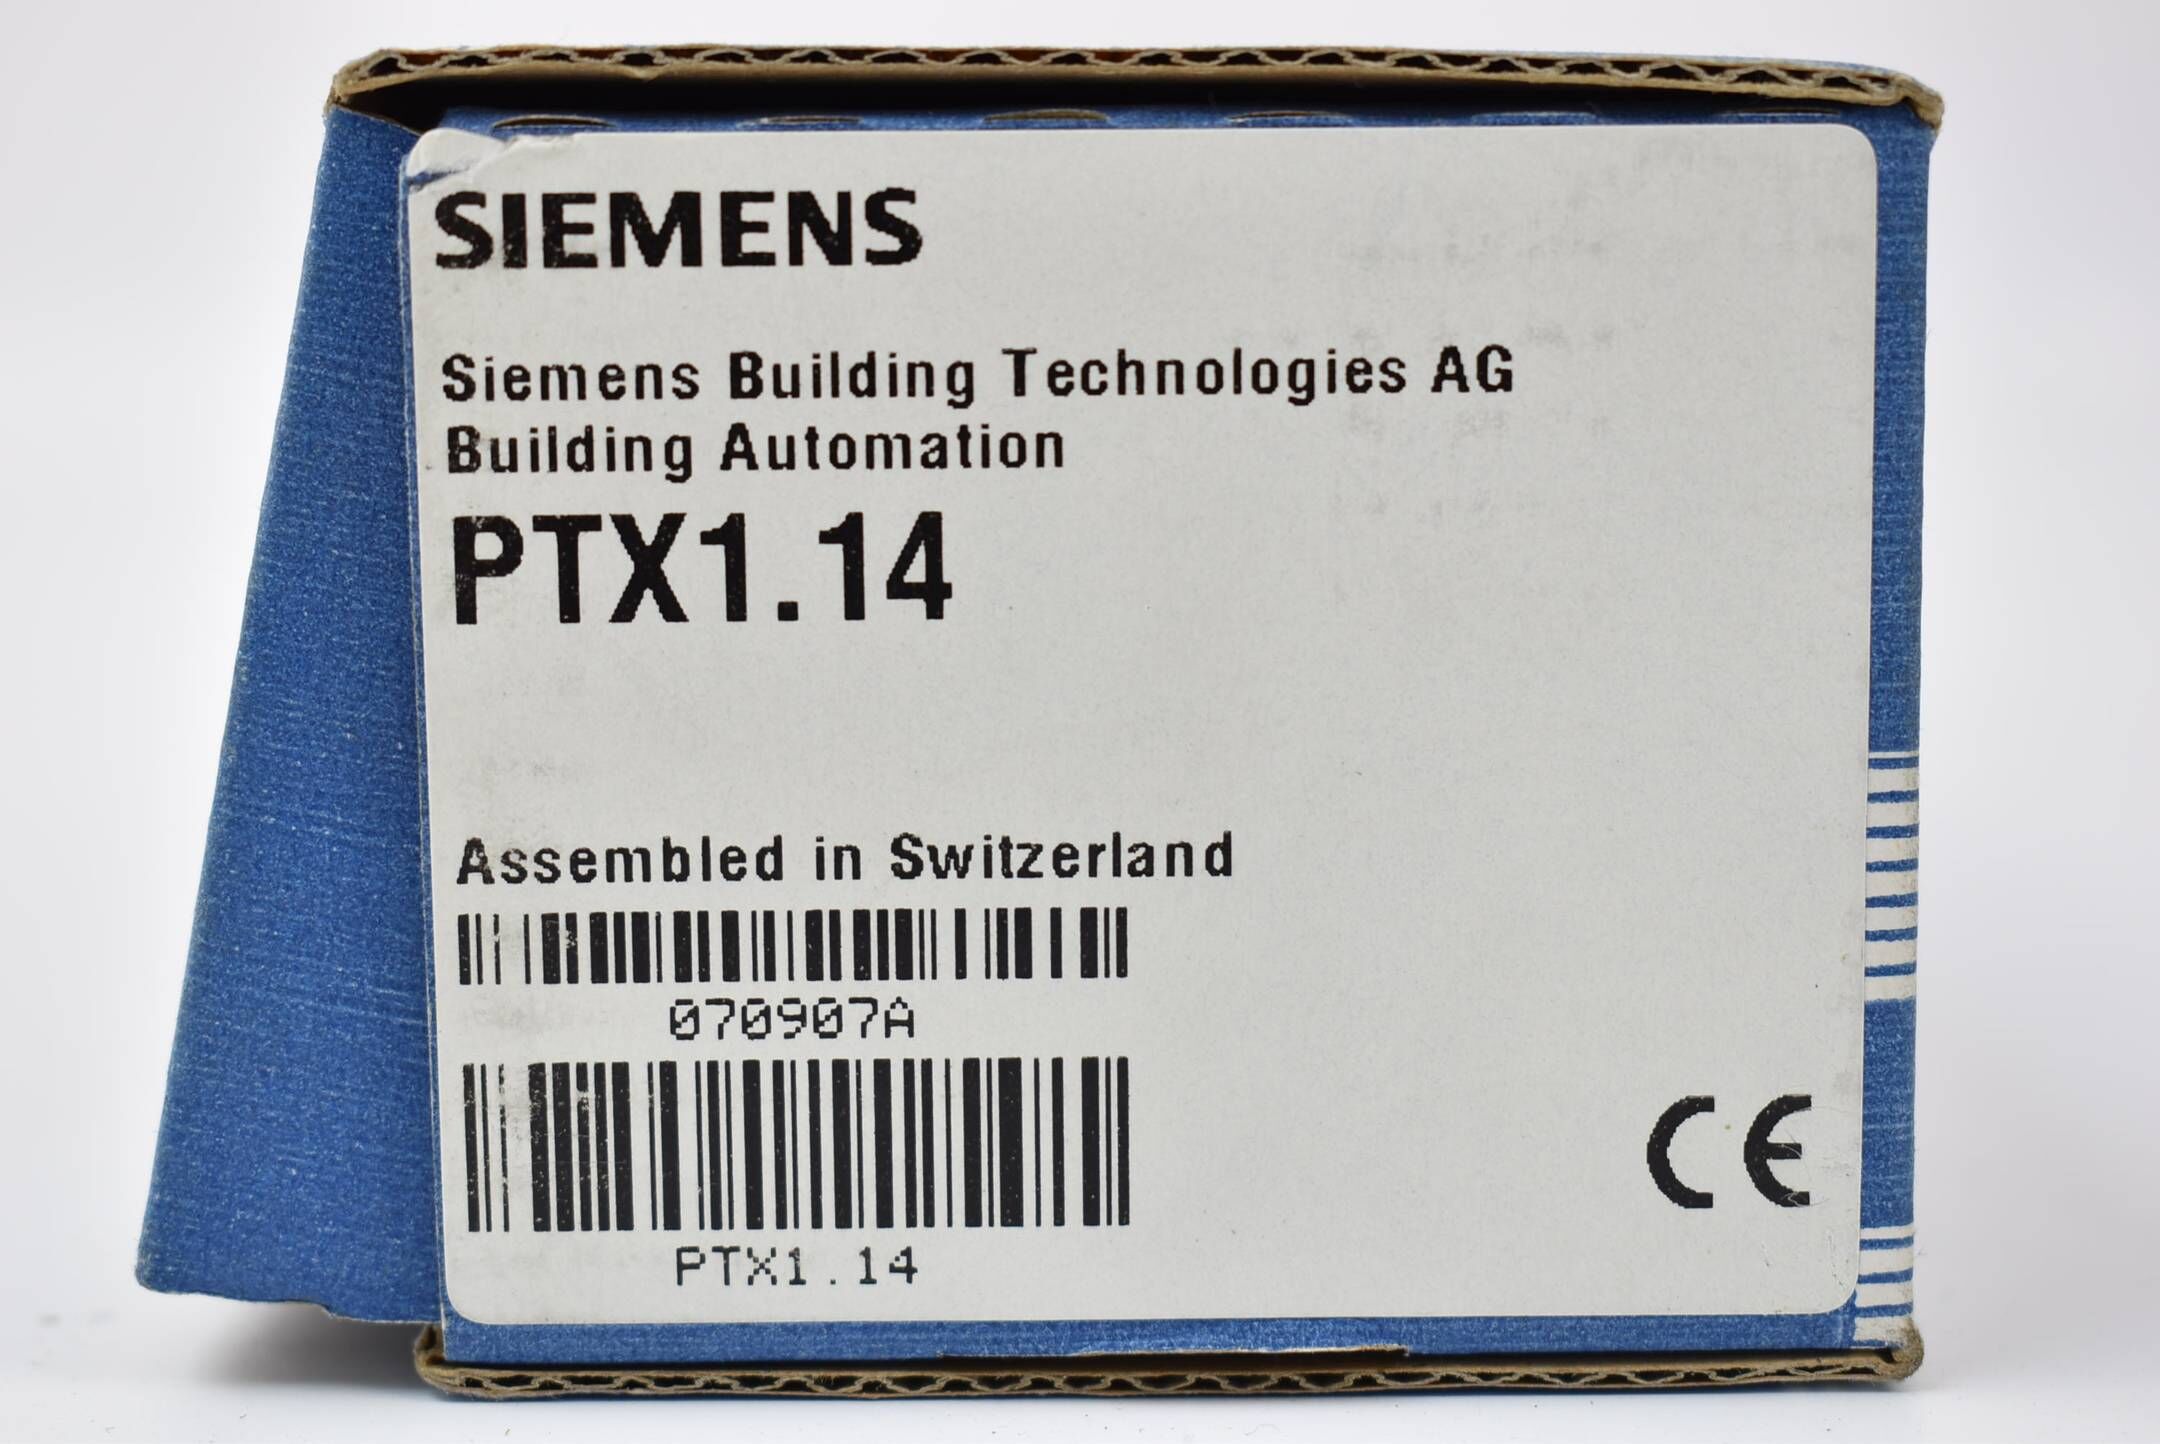 SIEMENS
Siemens Building Technologies AG
Building Automation
PTX1.14
Assembled in Switzerland
070907A
PTX1.14
CE